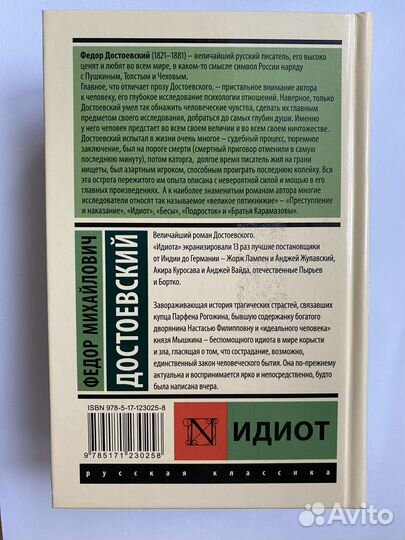 Федор Достоевский (1821–1881) – величайший русский писатель, его высоко
ценят и любят во всем мире, в каком-то смысле символ России наряду
с Пушкиным, Толстым и Чеховым.
Главное, что отличает прозу Достоевского, – пристальное внимание автора
к человеку, его глубокое исследование психологии отношений. Наверное, только
Достоевский умел так обнажить человеческие чувства, сделать их главным
предметом своего исследования, добраться до самых глубин души. Именно
у него человек предстает во всем своем величии и во всем своем ничтожестве.
Достоевский испытал в жизни очень многое – судебный процесс, тюремное
заключение, был на пороге смерти (смертный приговор отменили в самую
последнюю минуту), потом каторга, долгое время писатель жил на грани
нищеты, был азартным игроком, способным проиграть последнюю копейку. Вся
эта острота пережитого им опыта описана с невероятной силой и мощью в его
главных произведениях. А к наиболее знаменитым романам автора многие
исследователи относят так называемое «великое пятикнижие» – «Преступление
и наказание», «Идиот», «Бесы», «Подросток» и «Братья Карамазовы».
ФЕДОР МИХАЙЛОВИЧ
ДОСТОЕВСКИЙ
Величайший роман Достоевского.
«Идиота» экранизировали 13 раз лучшие постановщики
от Индии до Германии – Жорж Лампен и Анджей Жулавский,
Акира Куросава и Анджей Вайда, отечественные Пырьев
и Бортко.
Завораживающая история трагических страстей, связавших
купца Парфена Рогожина, бывшую содержанку богатого
дворянина Настасью Филипповну и «идеального человека»
князя Мышкина – беспомощного идиота в мире корысти
и зла, гласящая о том, что сострадание, возможно,
единственный закон человеческого бытия. Она по-прежнему
актуальна и воспринимается ярко и непосредственно, будто
была написана вчера.
ISBN 978-5-17-123025-8
9 785171 230258
N
ИДИОТ
русская классика
Avito